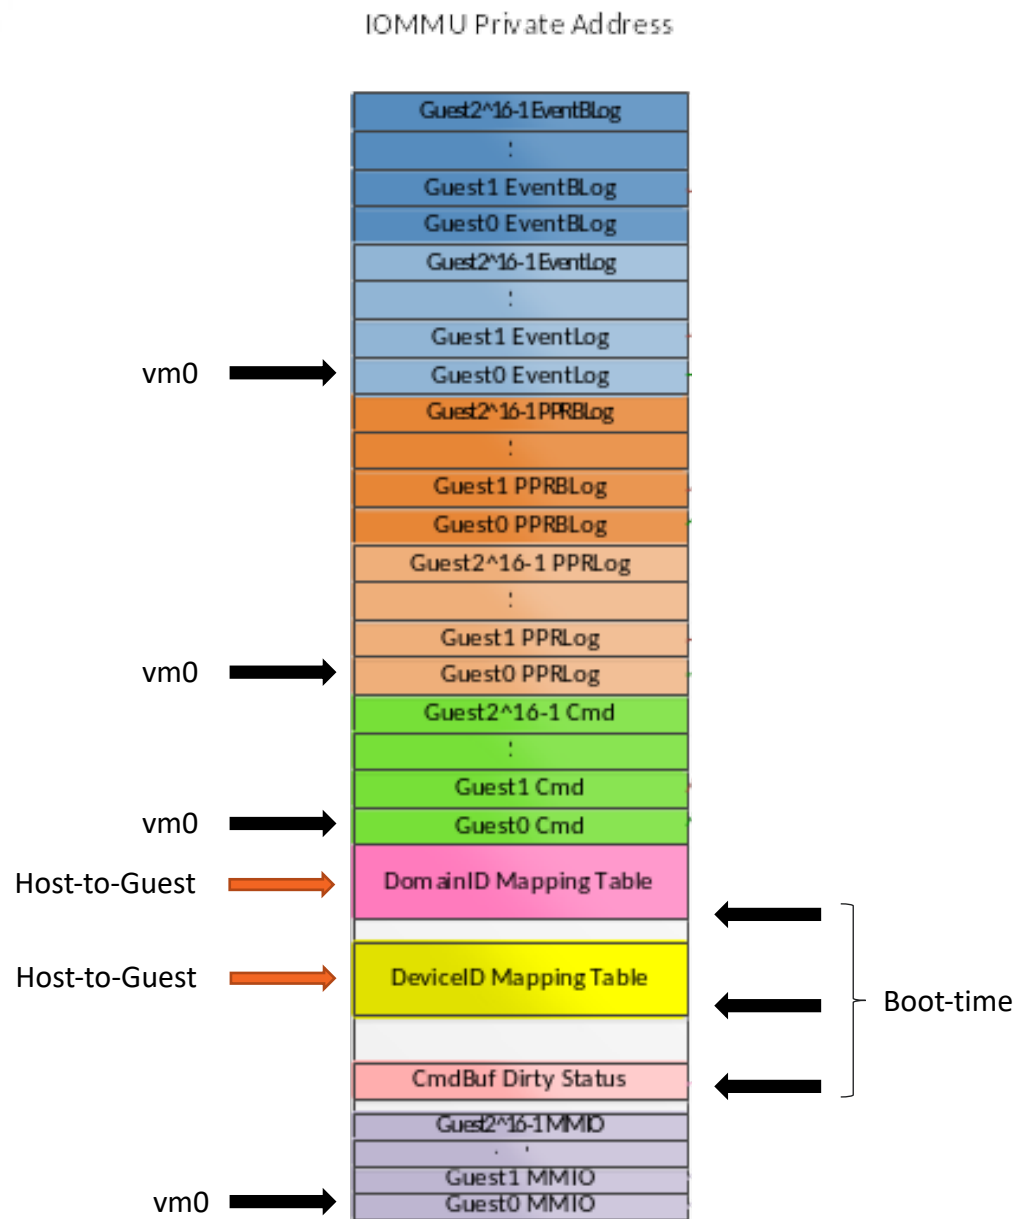 IOMMU Private Address
Guest2^16-1 EventBLog
:
Guest1 EventBLog
Guest0 EventBLog
Guest2^16-1 EventLog
:
Guest1 EventLog
vm0
Guest0 EventLog
Guest2^16-1 PPRBLog
:
Guest1 PPRBLog
Guest0 PPRBLog
Guest2^16-1 PPRLog
:
Guest1 PPRLog
vm0
Guest0 PPRLog
Guest2^16-1 Cmd
:
Guest1 Cmd
vm0
Guest0 Cmd
Host-to-Guest
DomainID Mapping Table
Host-to-Guest
DeviceID Mapping Table
Boot-time
CmdBuf Dirty Status
Guest2^16-1 MMIO
. '
Guest1 MMIO
vm0
Guest0 MMIO